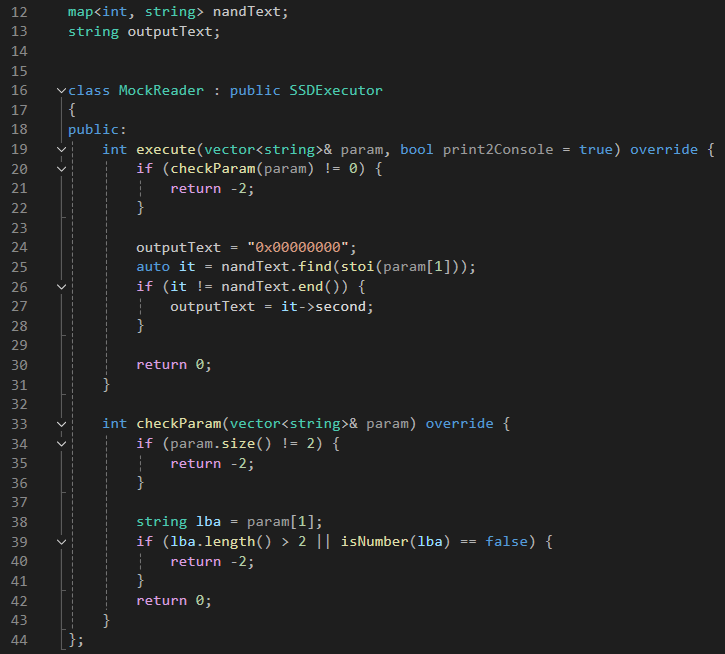 12 map<int, string> nandText;
13 string outputText;
14
15
16 class MockReader : public SSDExecutor
17 {
18 public:
19     int execute(vector<string>& param, bool print2Console = true) override {
20         if (checkParam(param) != 0) {
21             return -2;
22         }
23
24         outputText = "0x00000000";
25         auto it = nandText.find(stoi(param[1]));
26         if (it != nandText.end()) {
27             outputText = it->second;
28         }
29
30         return 0;
31     }
32
33     int checkParam(vector<string>& param) override {
34         if (param.size() != 2) {
35             return -2;
36         }
37
38         string lba = param[1];
39         if (lba.length() > 2 || isNumber(lba) == false) {
40             return -2;
41         }
42         return 0;
43     }
44 };